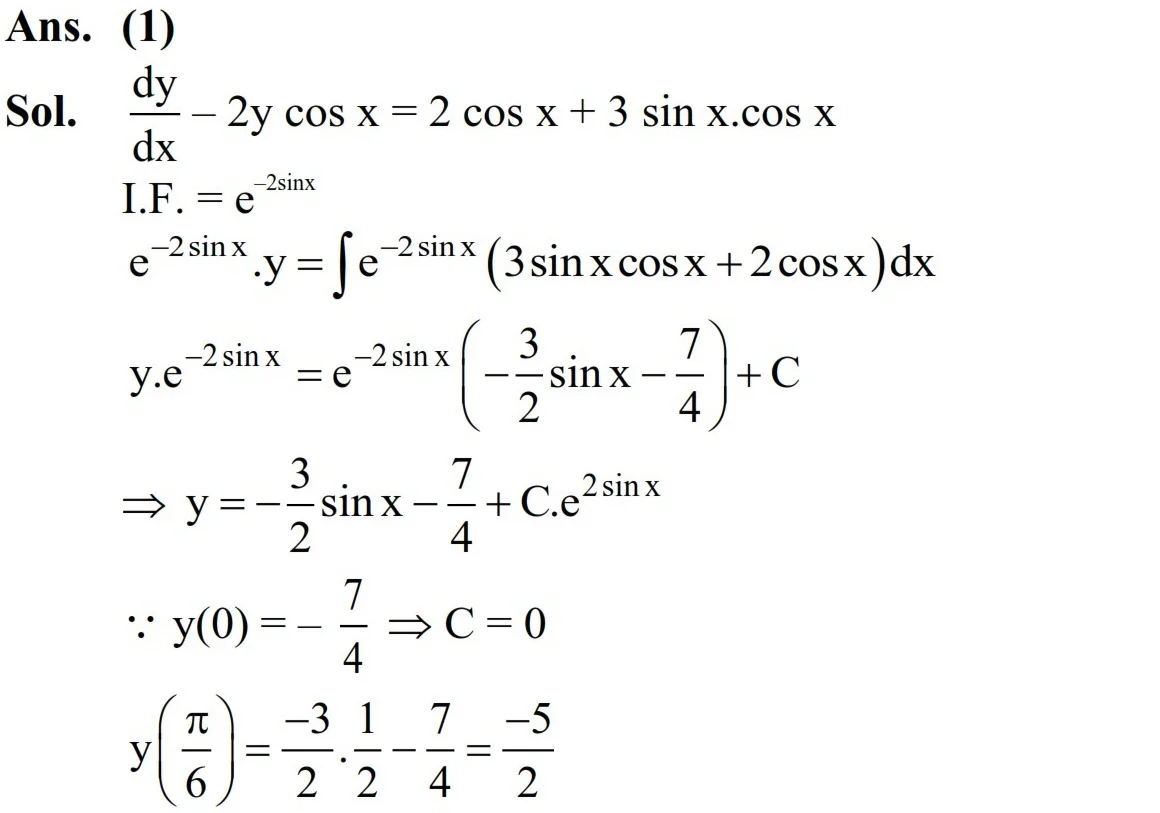 Ans. (1)
Sol. dy/dx – 2y cos x = 2 cos x + 3 sin x.cos x
I.F. = e^(–2sinx)
e^(–2 sin x).y = ∫e^(–2 sin x) (3 sin x cos x + 2 cos x)dx
y.e^(–2 sin x) = e^(–2 sin x) (–3/2 sin x – 7/4) + C
⇒ y = –3/2 sin x – 7/4 + C.e^(2 sin x)
∵ y(0) = – 7/4 ⇒ C = 0
y(π/6) = –3/2 . 1/2 – 7/4 = –5/2